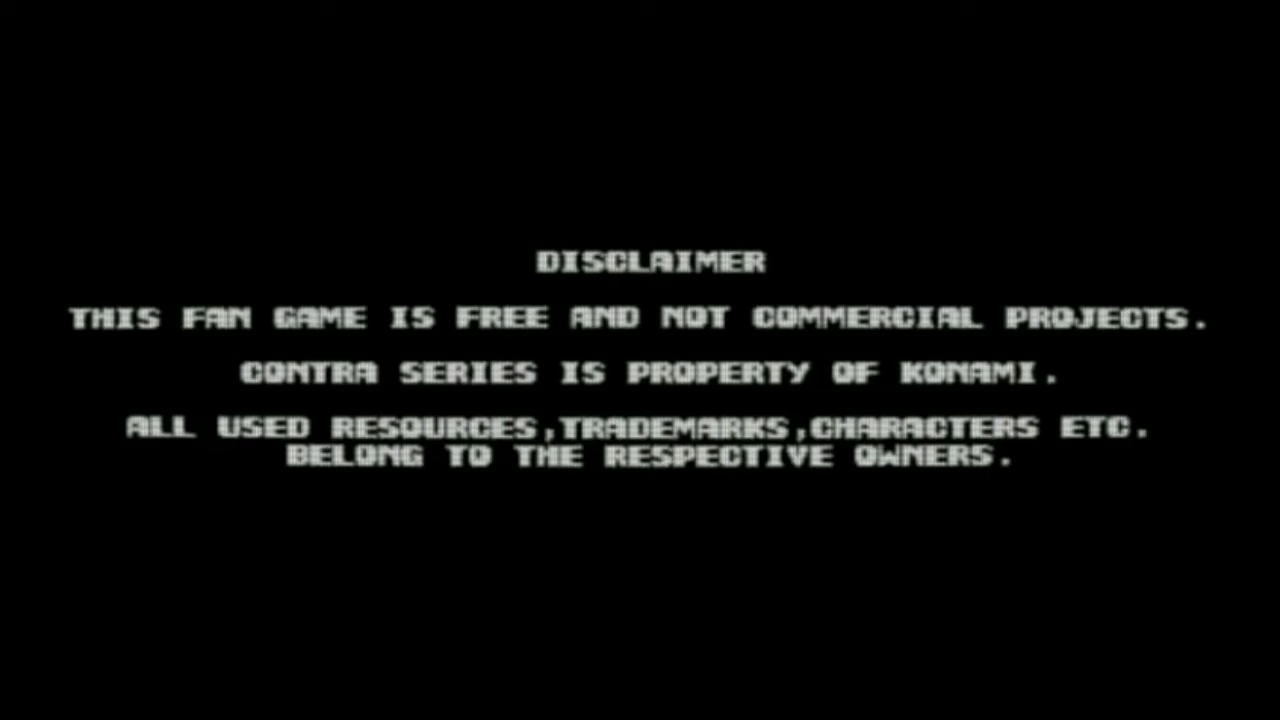 DISCLAIMER
THIS FAN GAME IS FREE AND NOT COMMERCIAL PROJECTS.
CONTRA SERIES IS PROPERTY OF KONAMI.
ALL USED RESOURCES,TRADEMARKS,CHARACTERS ETC.
BELONG TO THE RESPECTIVE OWNERS.